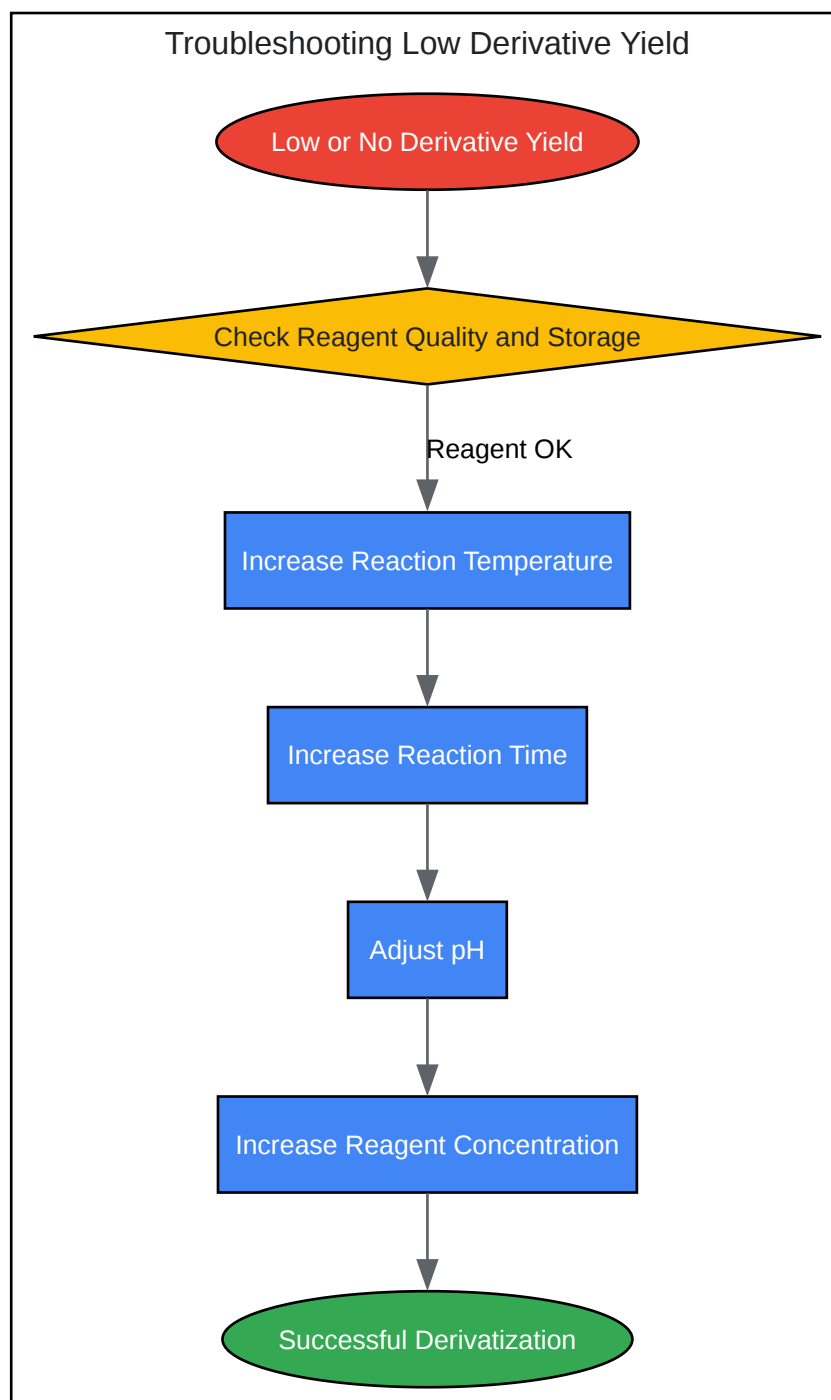 Troubleshooting Low Derivative Yield
Low or No Derivative Yield
Check Reagent Quality and Storage
Reagent OK
Increase Reaction Temperature
Increase Reaction Time
Adjust pH
Increase Reagent Concentration
Successful Derivatization